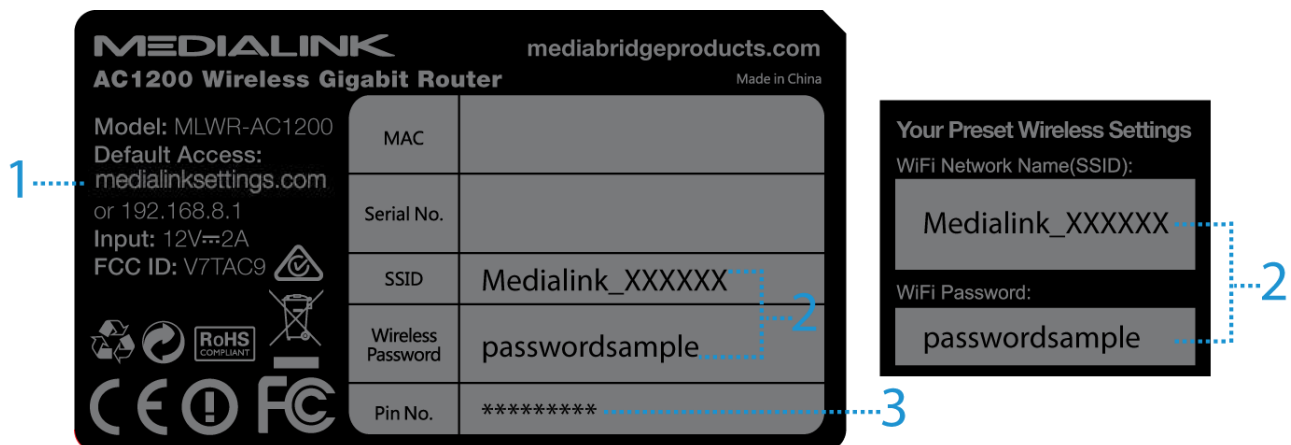 MEDIALINK
mediabridgeproducts.com
AC1200 Wireless Gigabit Router
Made in China
Model: MLWR-AC1200
Default Access:
medialinksettings.com
or 192.168.8.1
Input: 12V⎓2A
FCC ID: V7TAC9
RoHS
COMPLIANT
CE
FC
MAC
Serial No.
SSID
Medialink_XXXXXX
Wireless
Password
passwordsample
Pin No.
*********
1
2
3
Your Preset Wireless Settings
WiFi Network Name(SSID):
Medialink_XXXXXX
WiFi Password:
passwordsample
2